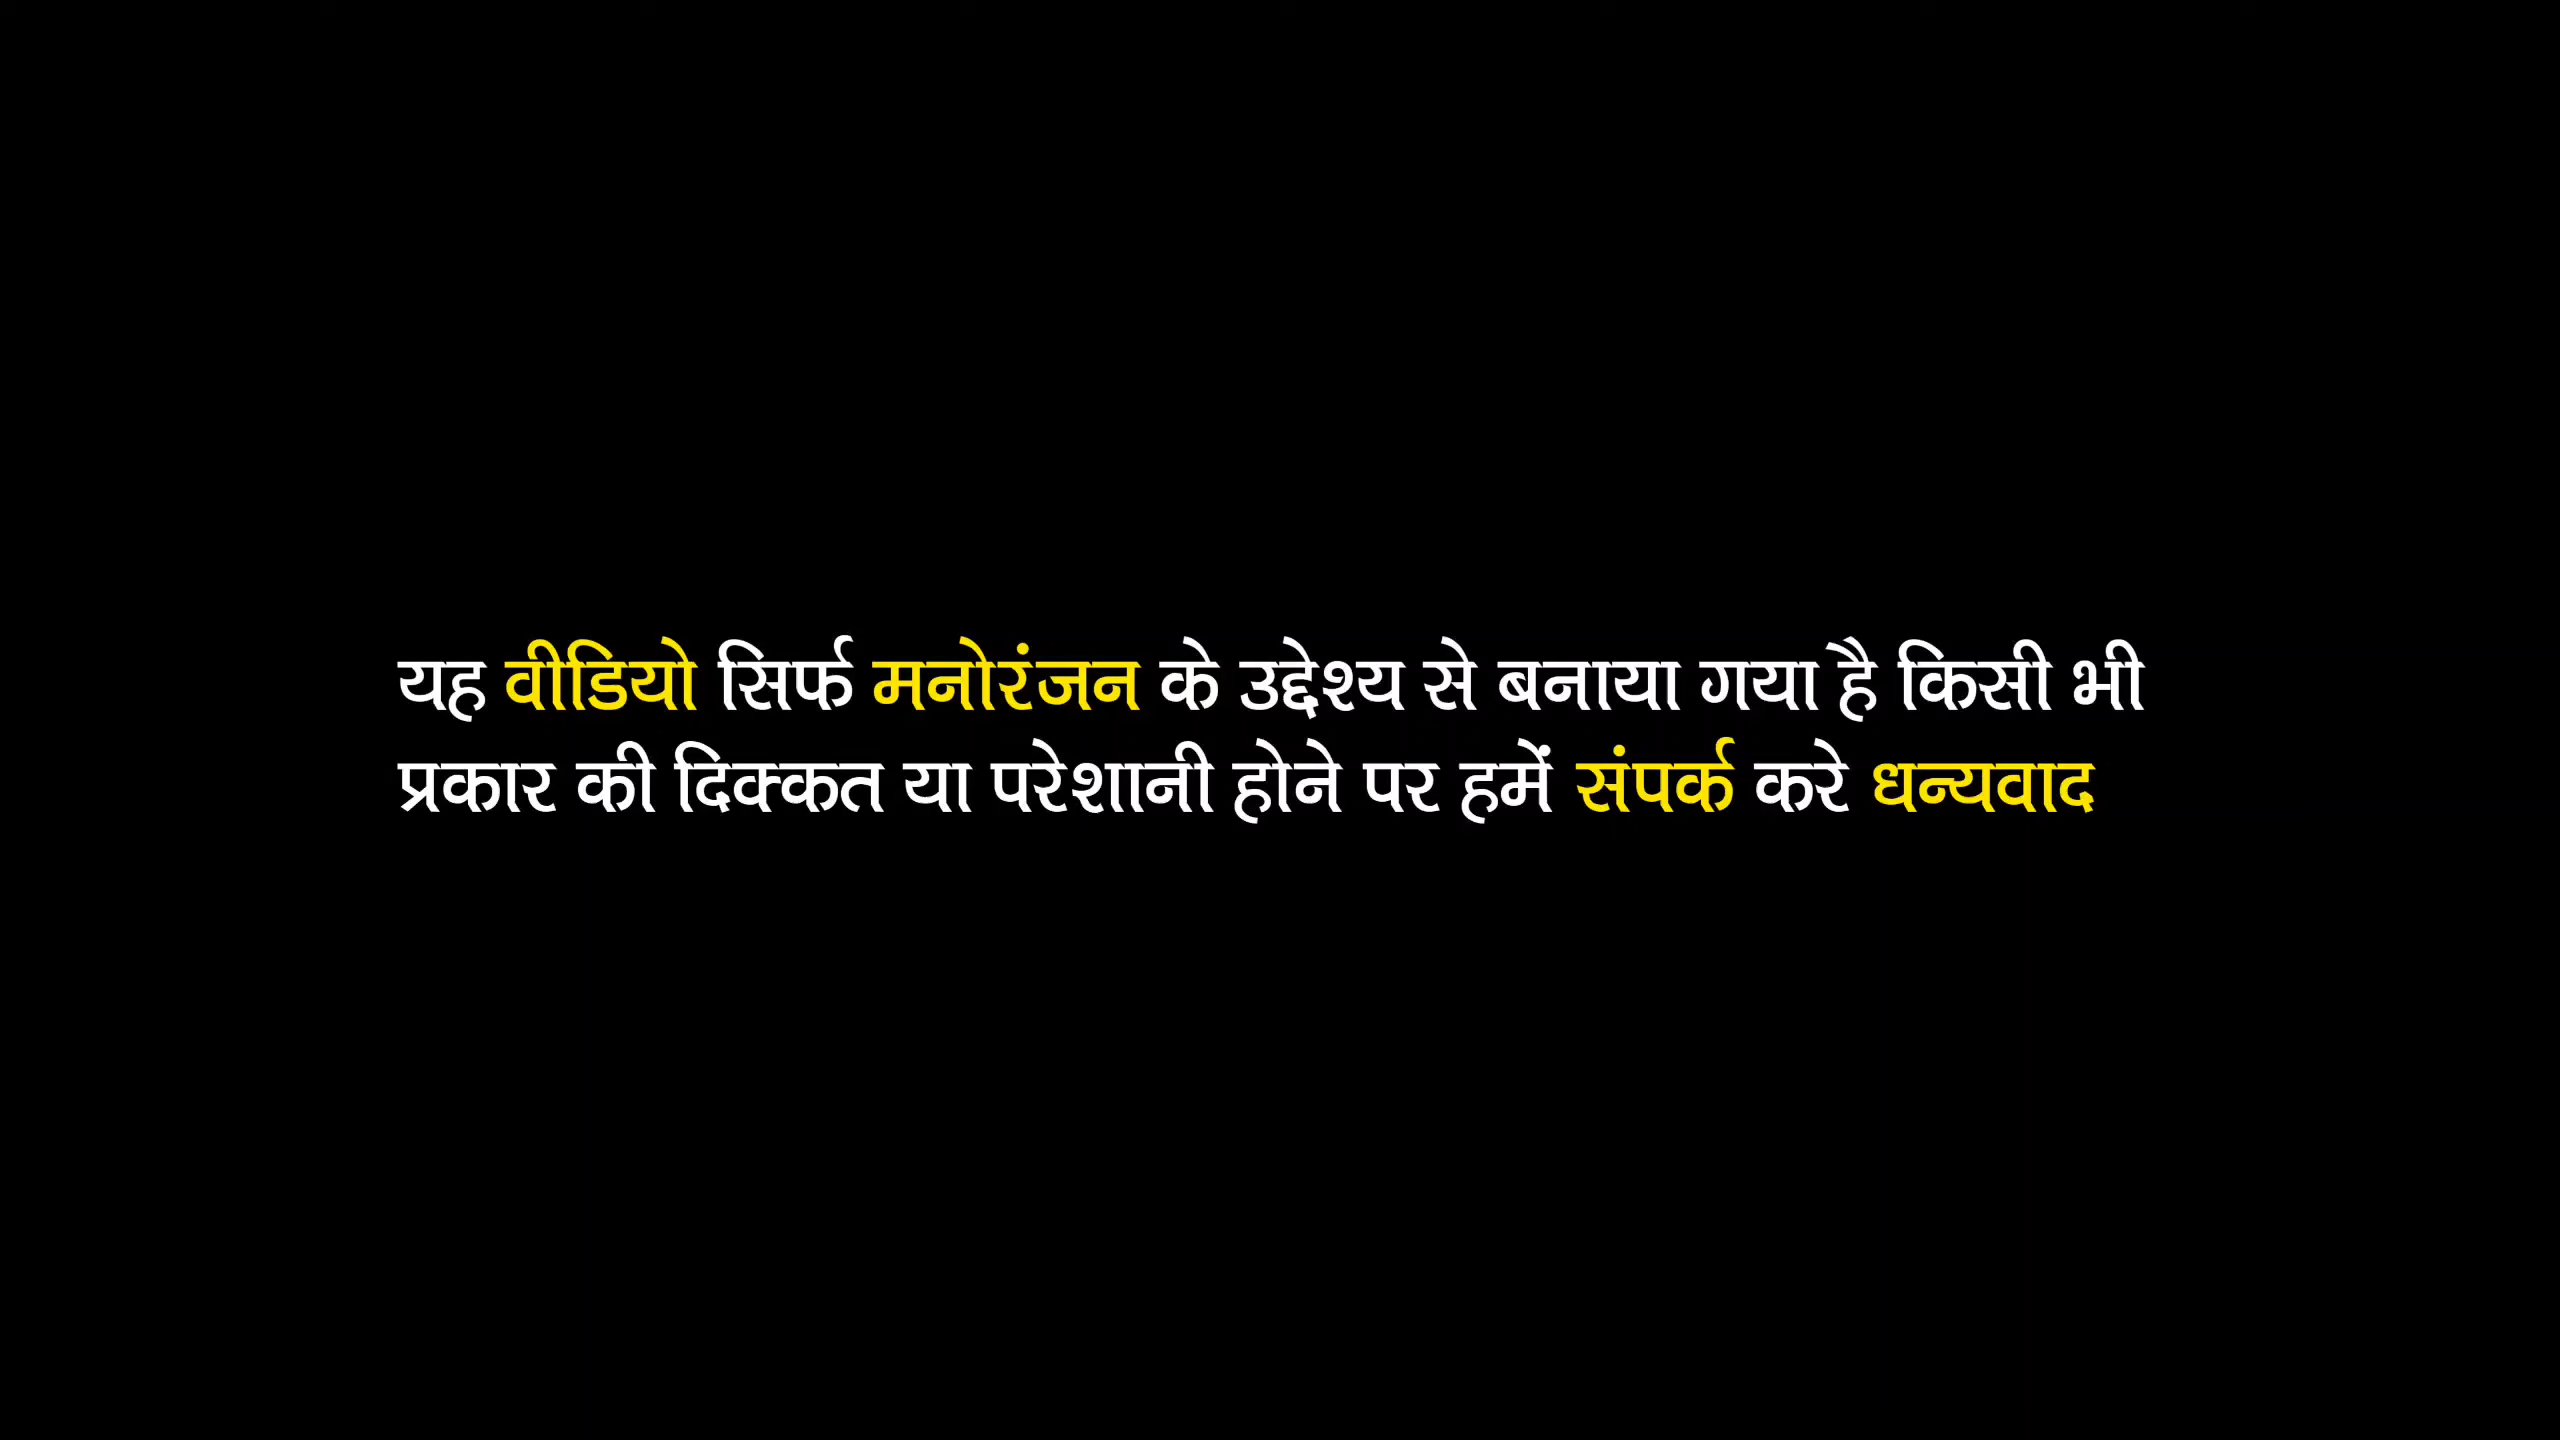 यह वीडियो सिर्फ मनोरंजन के उद्देश्य से बनाया गया है किसी भी
प्रकार की दिक्कत या परेशानी होने पर हमें संपर्क करे धन्यवाद